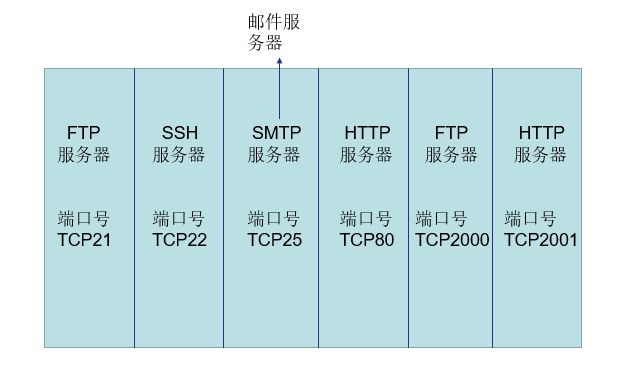 邮件服
务器
FTP
服务器
端口号
TCP21
SSH
服务器
端口号
TCP22
SMTP
服务器
端口号
TCP25
HTTP
服务器
端口号
TCP80
FTP
服务器
端口号
TCP2000
HTTP
服务器
端口号
TCP2001